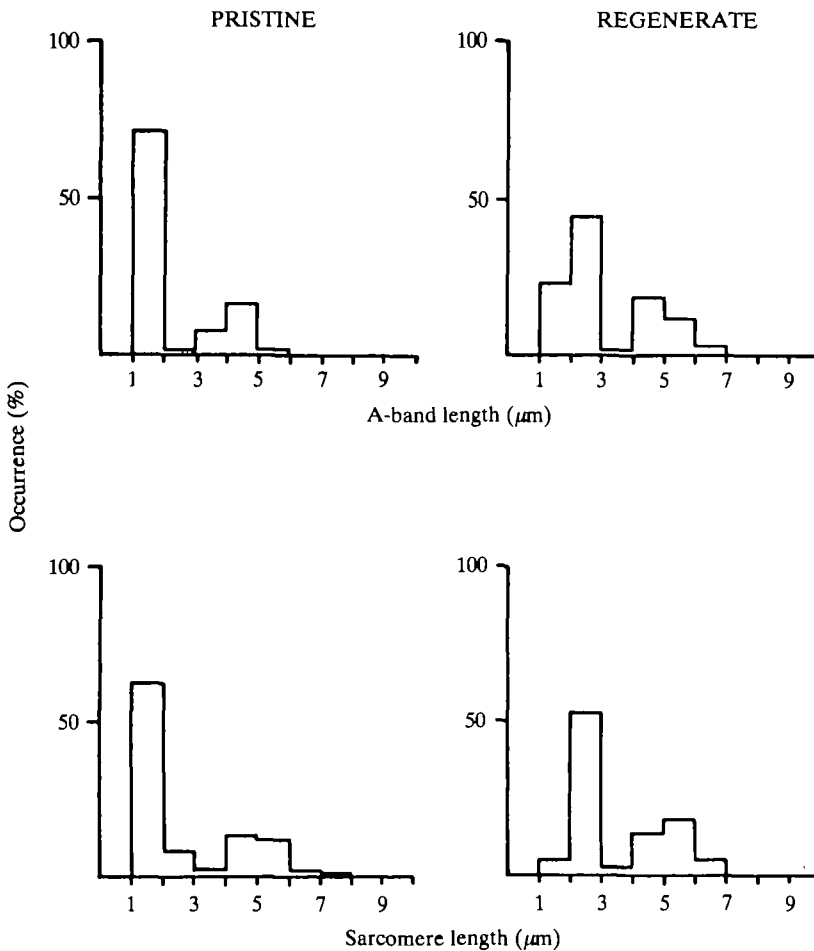 PRISTINE
REGENERATE
100
50
1 3 5 7 9
100
50
1 3 5 7 9
A-band length (μm)
Occurrence (%)
100
50
1 3 5 7 9
100
50
1 3 5 7 9
Sarcomere length (μm)